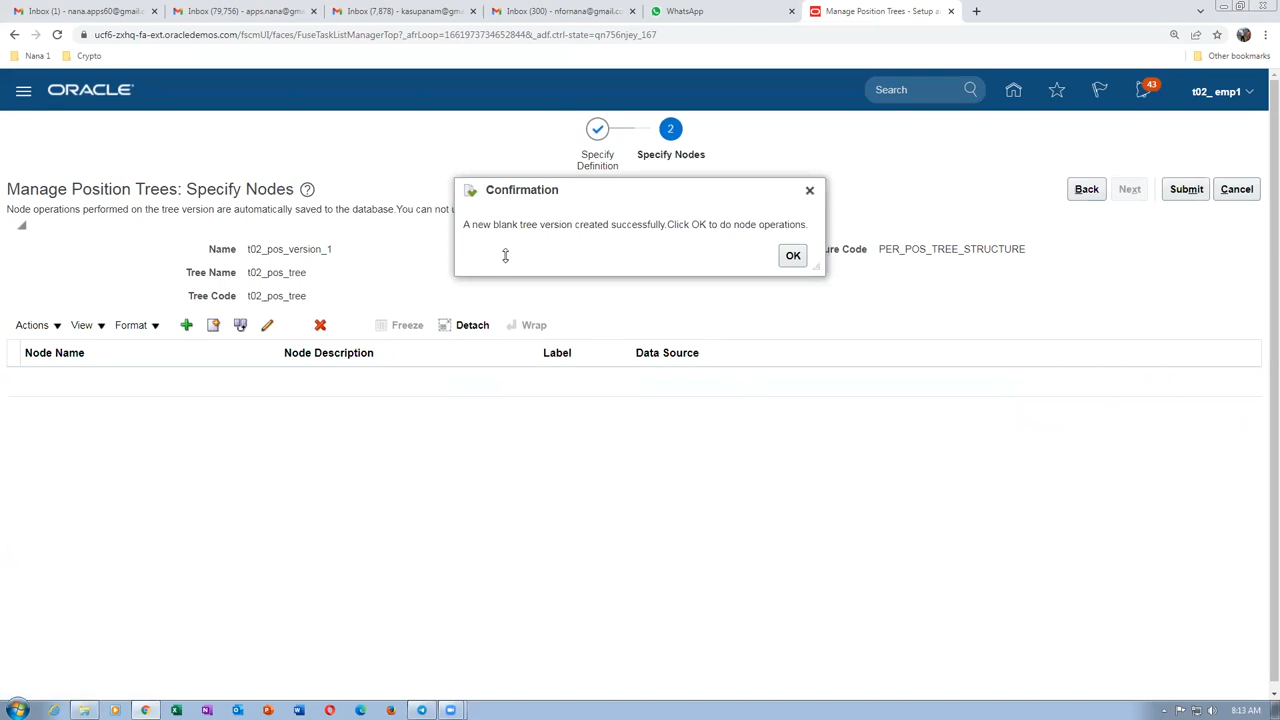 Inbox (1) - nana.apps60@gmail.c
Inbox (79,756) - apps.nana@gma
Inbox (7,878) - kasupanam@gma
Inbox (300) - nfornana@gmail.co
WhatsApp
Manage Position Trees - Setup a
ucf6-zxhq-fa-ext.oracledemos.com/fscmUI/faces/FuseTaskListManagerTop?_afrLoop=16619737346528448&_adf.ctrl-state=qn756njey_167
Nana 1
Crypto
Other bookmarks
ORACLE
Search
43
t02_ emp1
2
Specify Definition
Specify Nodes
Manage Position Trees: Specify Nodes
Back
Next
Submit
Cancel
Node operations performed on the tree version are automatically saved to the database.You can not u
Confirmation
A new blank tree version created successfully.Click OK to do node operations.
OK
Name t02_pos_version_1
ure Code PER_POS_TREE_STRUCTURE
Tree Name t02_pos_tree
Tree Code t02_pos_tree
Actions View Format Freeze Detach Wrap
Node Name Node Description Label Data Source
8:13 AM